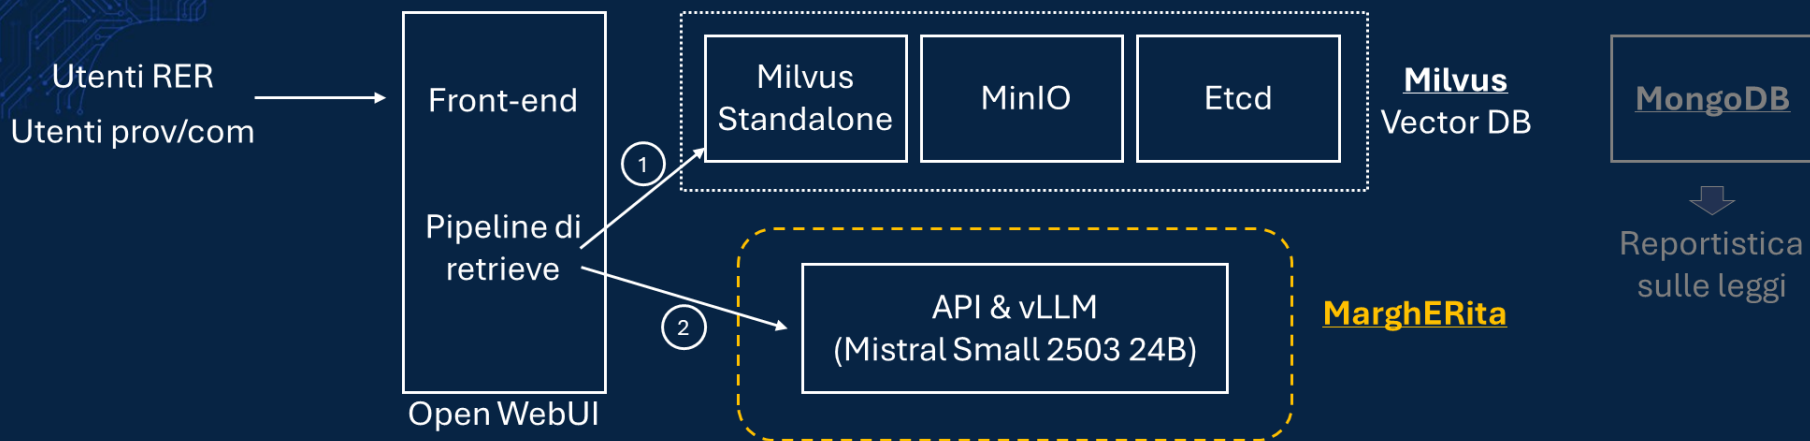 Utenti RER
Utenti prov/com
Front-end
Pipeline di
retrieve
Open WebUI
1
2
Milvus
Standalone
MinIO
Etcd
Milvus
Vector DB
API & vLLM
(Mistral Small 2503 24B)
MarghERita
MongoDB
Reportistica
sulle leggi